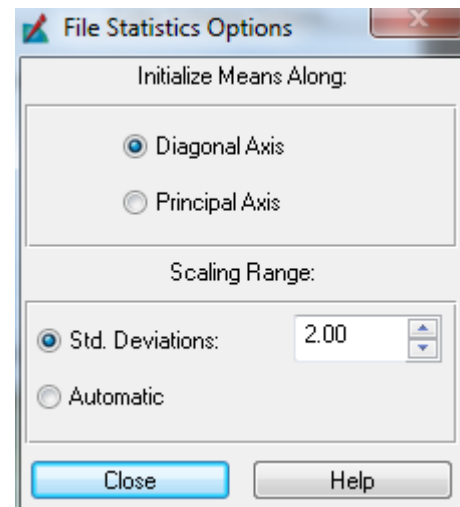 File Statistics Options
Initialize Means Along:
Diagonal Axis
Principal Axis
Scaling Range:
Std. Deviations: 2.00
Automatic
Close Help